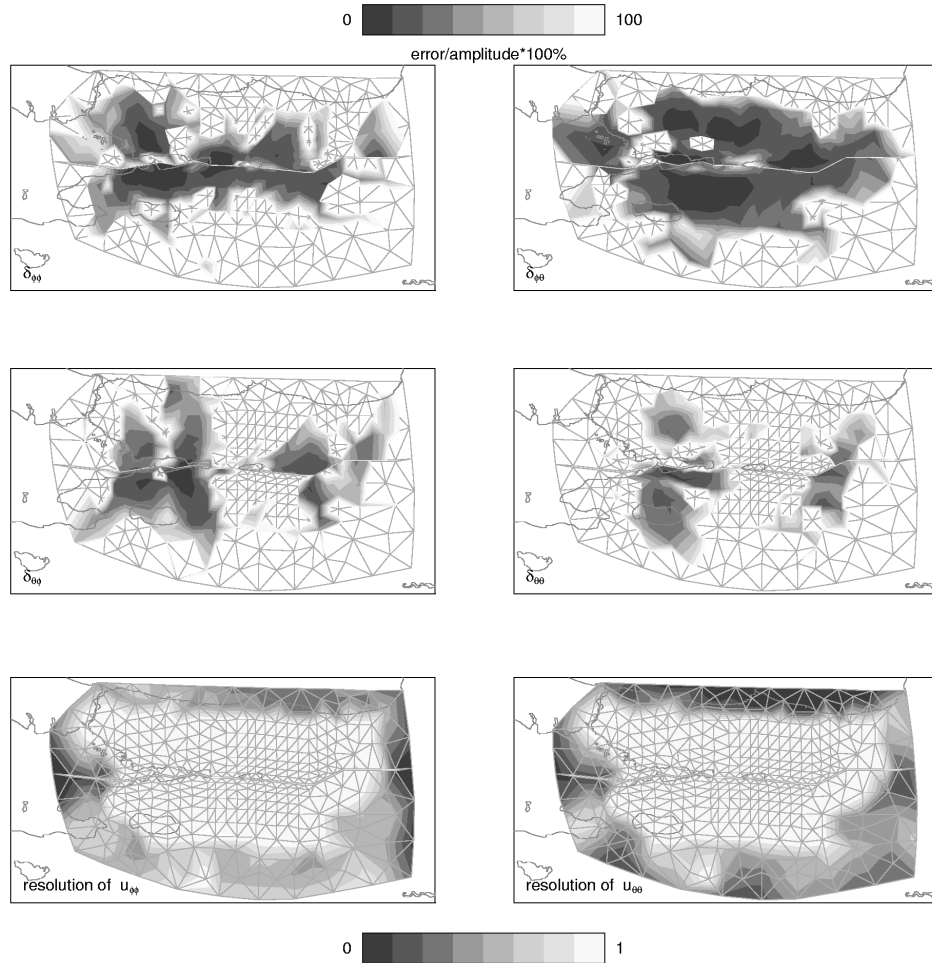 0 100
error/amplitude*100%
δϕϕ δϕθ
δθϕ δθθ
resolution of uϕϕ resolution of uθθ
0 1